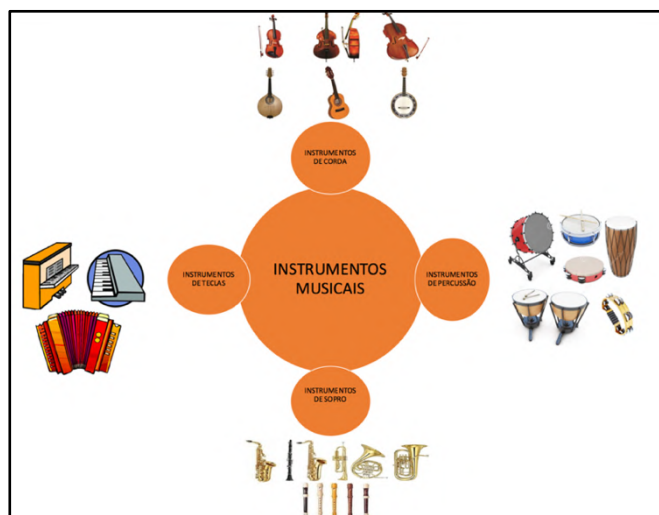 INSTRUMENTOS
DE CORDA
INSTRUMENTOS
DE TECLAS
INSTRUMENTOS
MUSICAIS
INSTRUMENTOS
DE PERCUSSÃO
INSTRUMENTOS
DE SOPRO